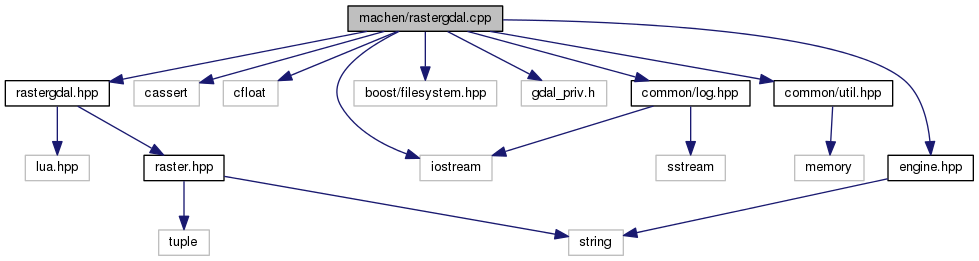 machen/rastergdal.cpp
rastergdal.hpp
cassert
cfloat
boost/filesystem.hpp
gdal_priv.h
common/log.hpp
common/util.hpp
lua.hpp
raster.hpp
iostream
sstream
memory
engine.hpp
tuple
string